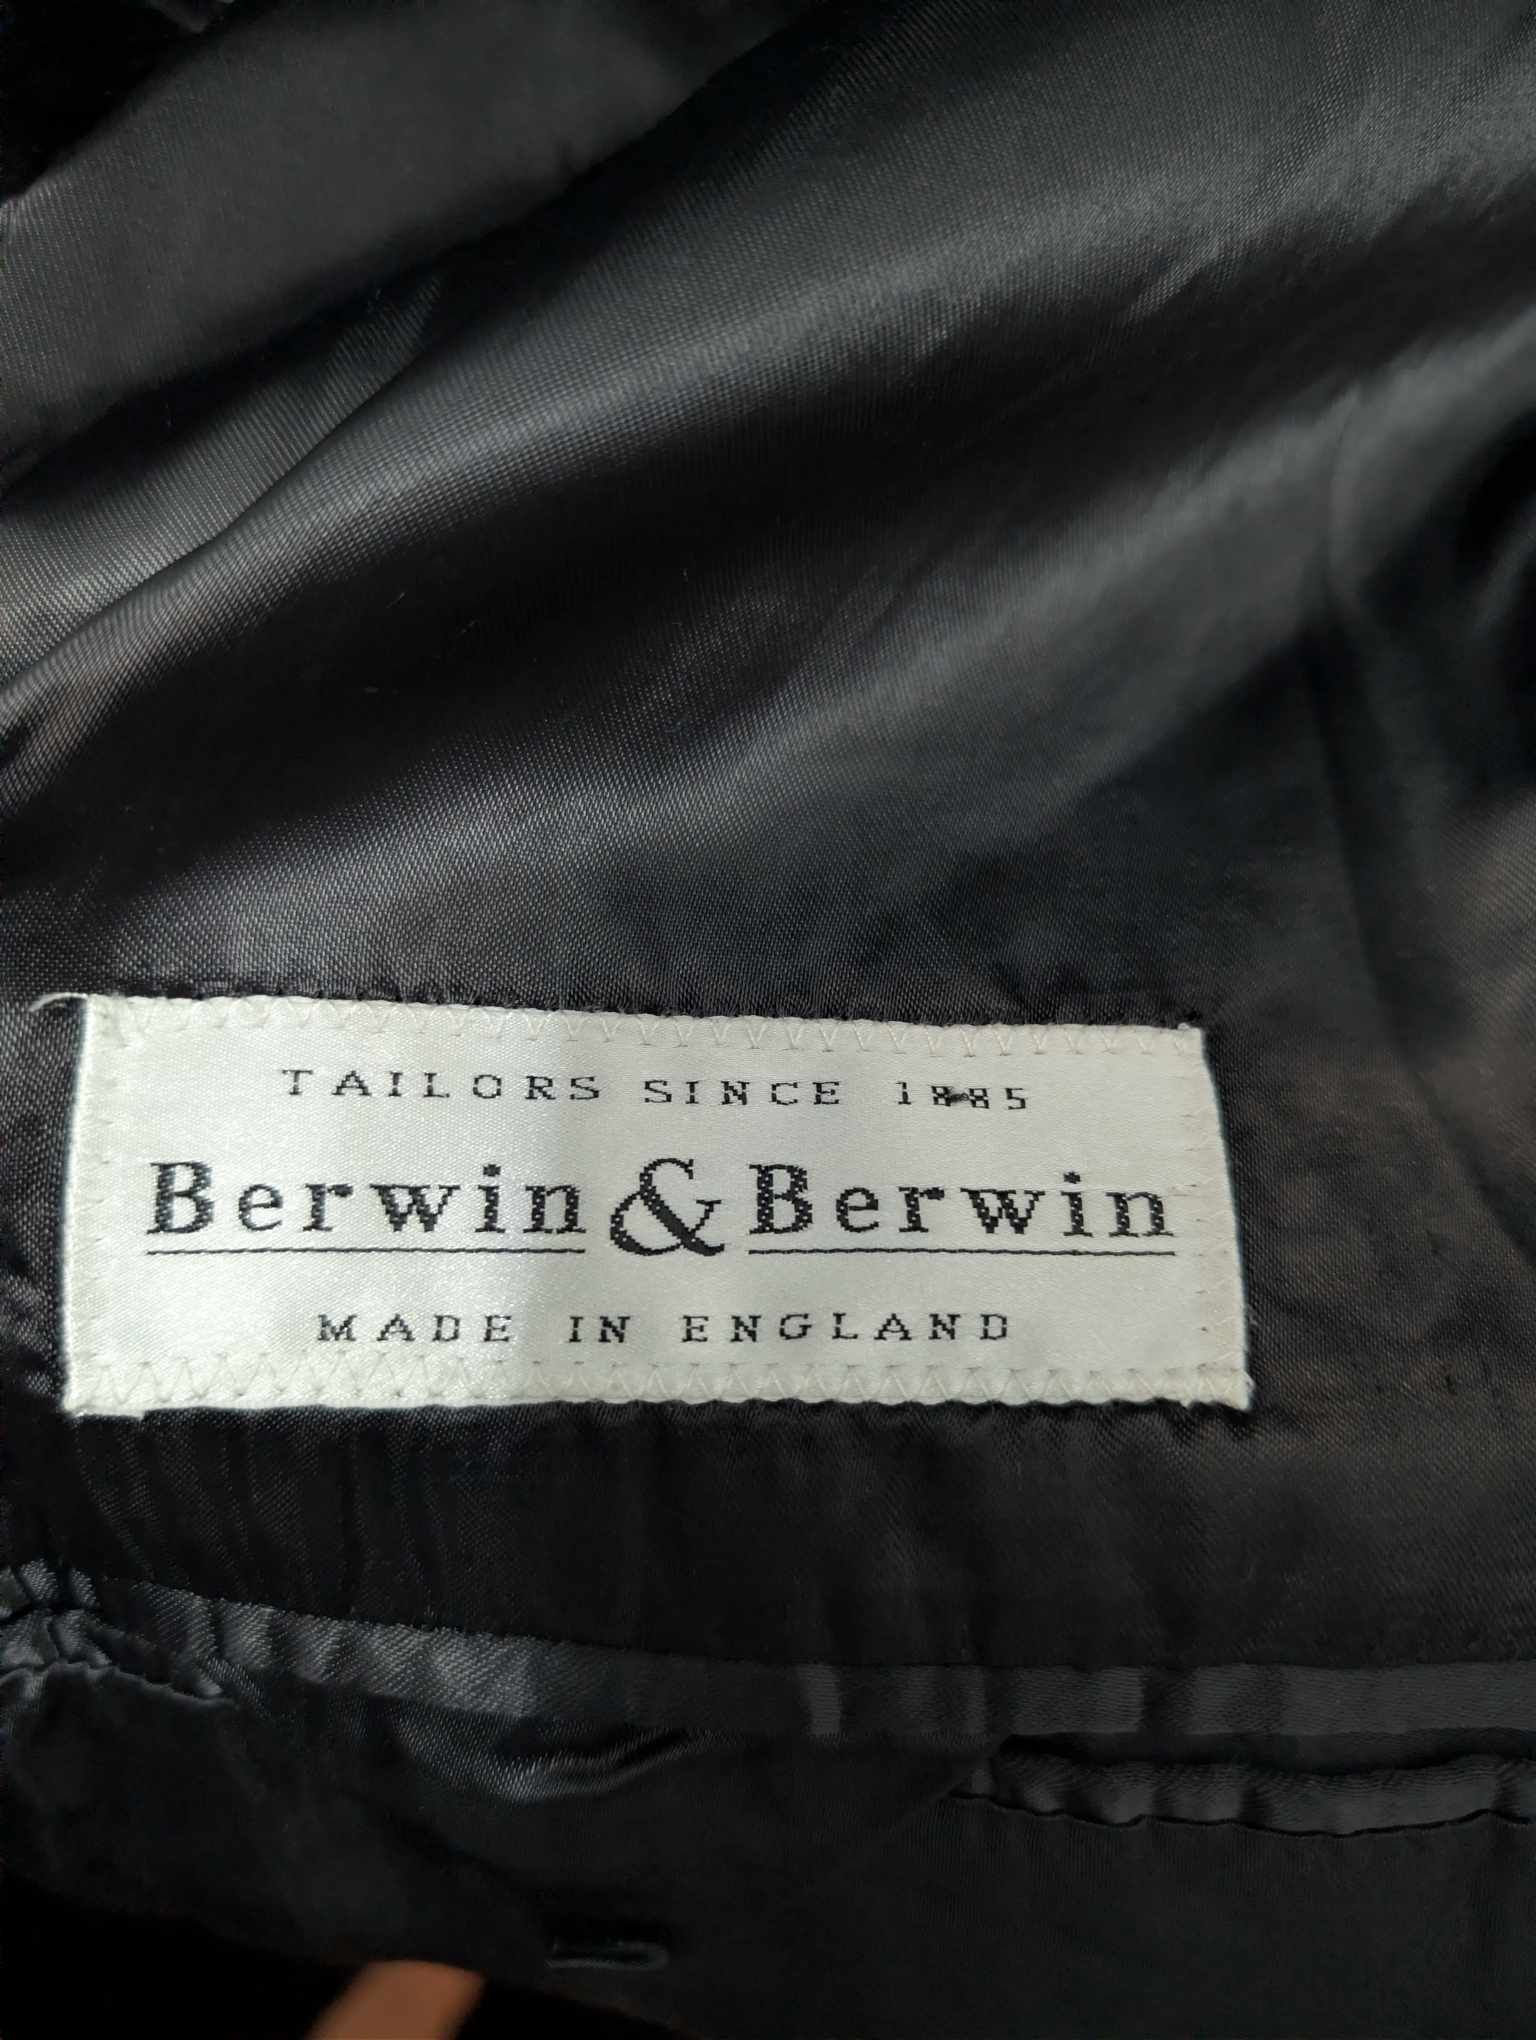 TAILORS SINCE 1885
Berwin & Berwin
MADE IN ENGLAND